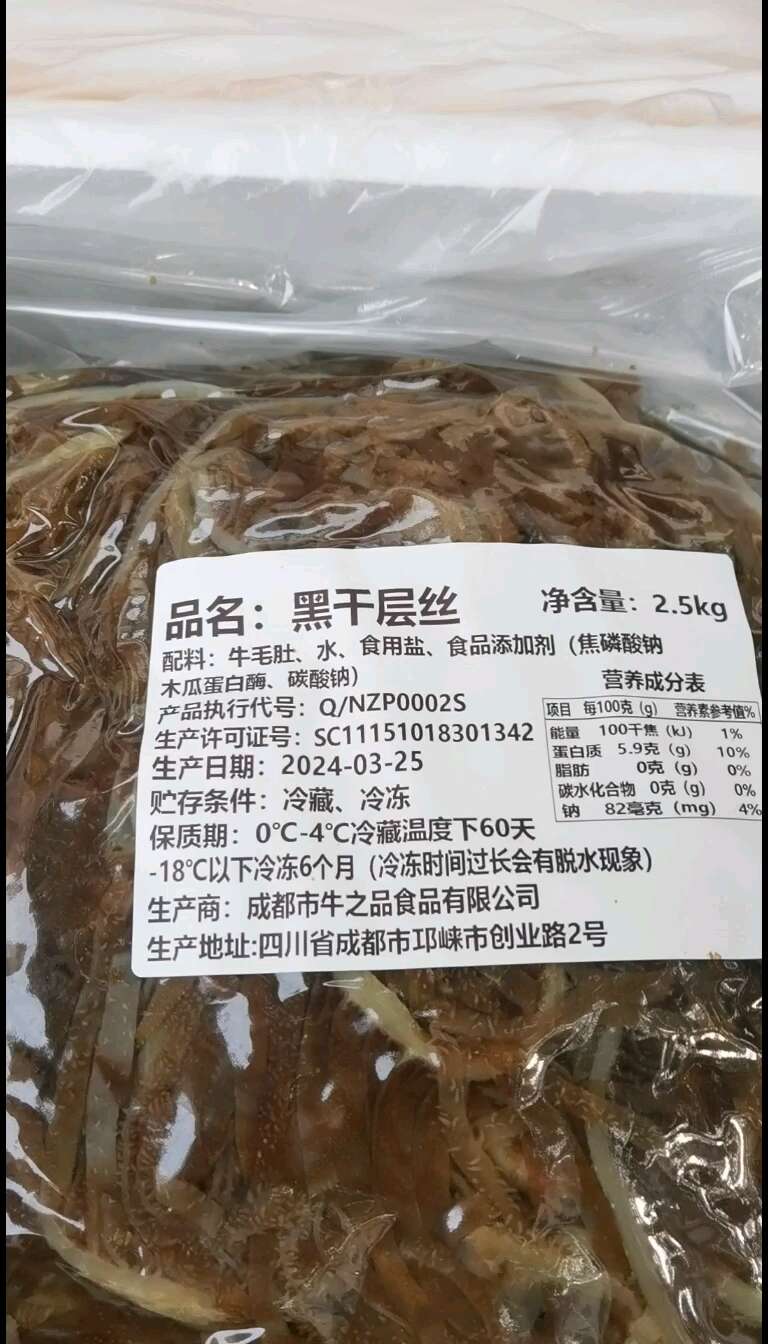 品名：黑干层丝 净含量：2.5kg
配料：牛毛肚、水、食用盐、食品添加剂（焦磷酸钠
木瓜蛋白酶、碳酸钠）
营养成分表
产品执行代号：Q/NZP0002S
项目 每100克（g） 营养素参考值%
生产许可证号：SC11151018301342
能量 100千焦（kJ） 1%
蛋白质 5.9克（g） 10%
生产日期：2024-03-25
脂肪 0克（g） 0%
碳水化合物 0克（g） 0%
贮存条件：冷藏、冷冻
钠 82毫克（mg） 4%
保质期：0℃-4℃冷藏温度下60天
-18℃以下冷冻6个月（冷冻时间过长会有脱水现象）
生产商：成都市牛之品食品有限公司
生产地址:四川省成都市邛崃市创业路2号